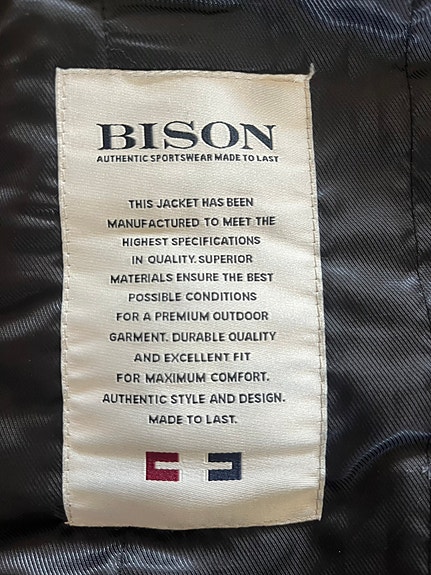 BISON
AUTHENTIC SPORTSWEAR MADE TO LAST
THIS JACKET HAS BEEN
MANUFACTURED TO MEET THE
HIGHEST SPECIFICATIONS
IN QUALITY. SUPERIOR
MATERIALS ENSURE THE BEST
POSSIBLE CONDITIONS
FOR A PREMIUM OUTDOOR
GARMENT. DURABLE QUALITY
AND EXCELLENT FIT
FOR MAXIMUM COMFORT.
AUTHENTIC STYLE AND DESIGN.
MADE TO LAST.